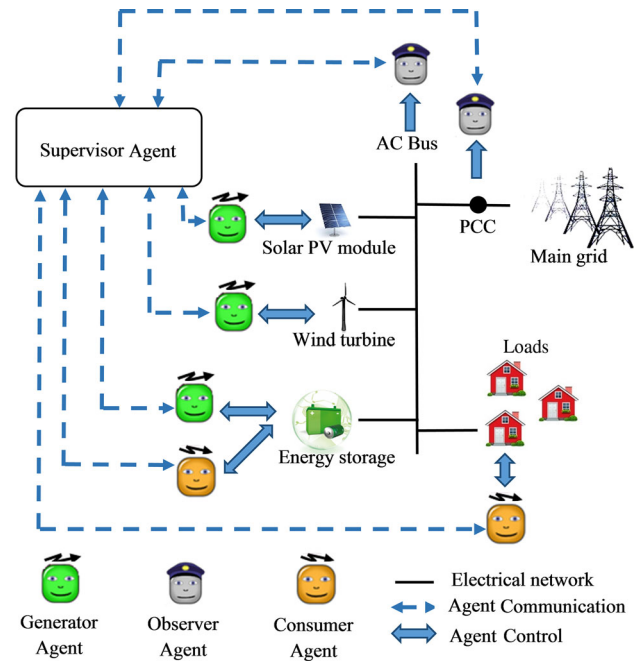 Supervisor Agent
AC Bus
PCC
Main grid
Solar PV module
Wind turbine
Loads
Energy storage
Generator
Agent
Observer
Agent
Consumer
Agent
Electrical network
Agent Communication
Agent Control